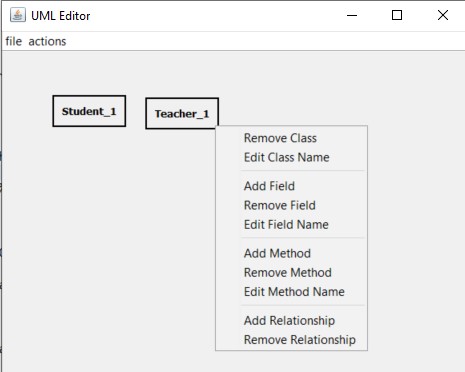 UML Editor
file actions
Student_1
Teacher_1
Remove Class
Edit Class Name
Add Field
Remove Field
Edit Field Name
Add Method
Remove Method
Edit Method Name
Add Relationship
Remove Relationship